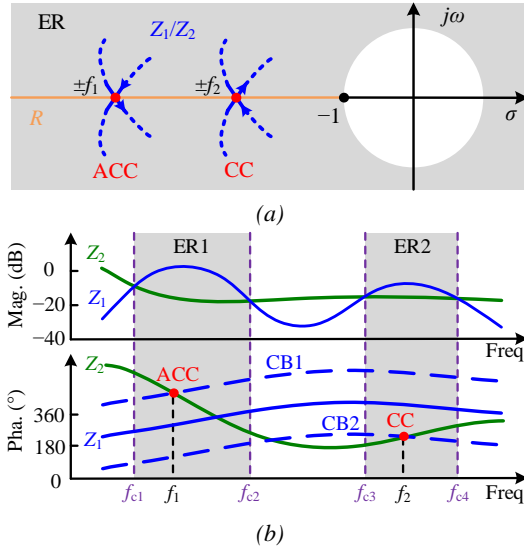 ER
Z1/Z2
jω
±f1
±f2
R
−1
σ
ACC
CC
(a)
ER1
ER2
Z2
Z1
Mag. (dB)
0
−20
−40
Freq
Z2
ACC
CB1
Z1
CB2
CC
Pha. (°)
360
180
0
fc1
f1
fc2
fc3
f2
fc4
Freq
(b)